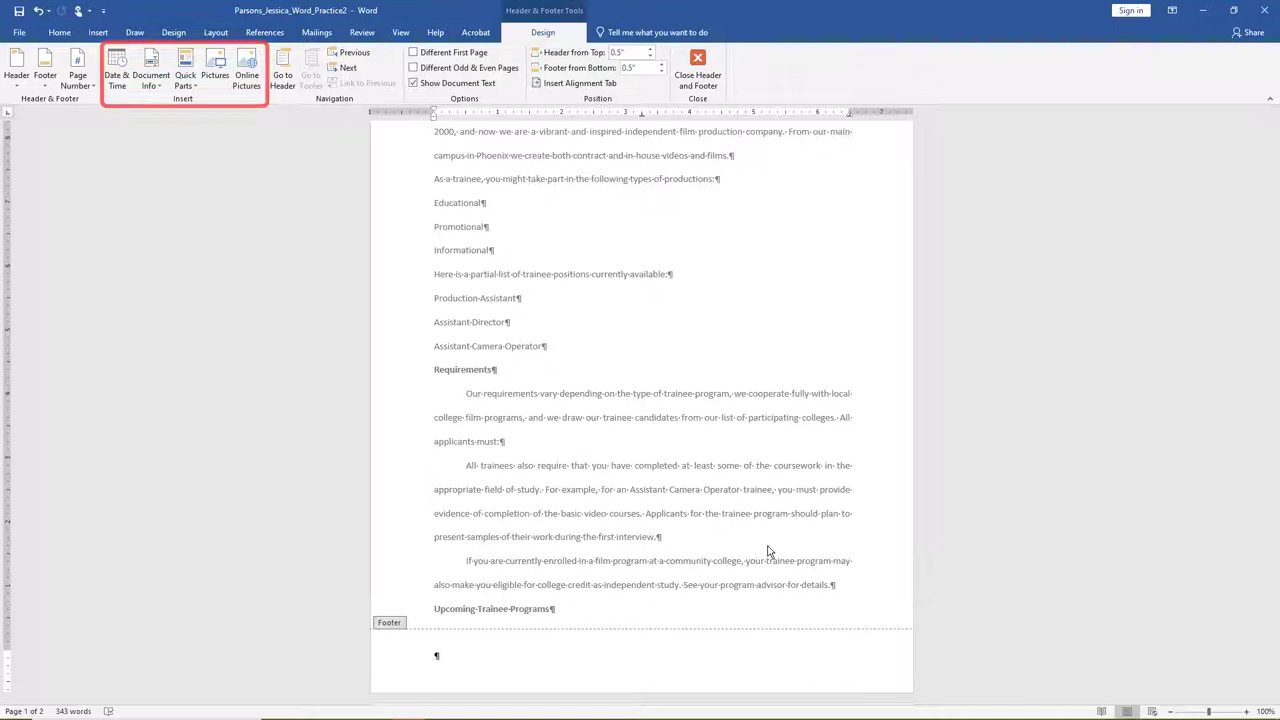 Parsons_Jessica_Word_Practice2 - Word
Header & Footer Tools
Sign in
File Home Insert Draw Design Layout References Mailings Review View Help Acrobat Design Tell me what you want to do Share
Header
Footer
Page Number
Header & Footer
Date & Time
Document Info
Quick Parts
Pictures
Online Pictures
Insert
Go to Header
Go to Footer
Previous
Next
Link to Previous
Navigation
Different First Page
Different Odd & Even Pages
Show Document Text
Options
Header from Top: 0.5"
Footer from Bottom: 0.5"
Insert Alignment Tab
Position
Close Header and Footer
Close
1 1 2 3 4 5 6 7
2000, and now we are a vibrant and inspired independent film production company. From our main
campus in Phoenix we create both contract and in-house videos and films.¶
As a trainee, you might take part in the following types of productions:¶
Educational¶
Promotional¶
Informational¶
Here is a partial list of trainee positions currently available:¶
Production Assistant¶
Assistant Director¶
Assistant Camera Operator¶
Requirements¶
Our requirements vary depending on the type of trainee program, we cooperate fully with local
college film programs, and we draw our trainee candidates from our list of participating colleges. All
applicants must:¶
All trainees also require that you have completed at least some of the coursework in the
appropriate field of study. For example, for an Assistant Camera Operator trainee, you must provide
evidence of completion of the basic video courses. Applicants for the trainee program should plan to
present samples of their work during the first interview.¶
If you are currently enrolled in a film program at a community college, your trainee program may
also make you eligible for college credit as independent study. See your program advisor for details.¶
Upcoming Trainee Programs¶
Footer
¶
Page 1 of 2 343 words 100%